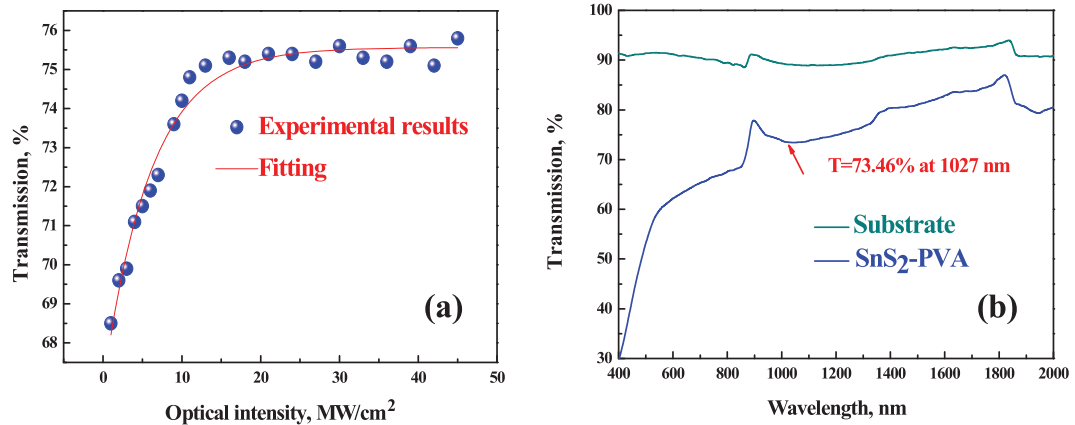 76
75
74
73
72
71
70
69
68
0
10
20
30
40
50
Transmission, %
Optical intensity, MW/cm²
Experimental results
Fitting
(a)
100
90
80
70
60
50
40
30
400
600
800
1000
1200
1400
1600
1800
2000
Transmission, %
Wavelength, nm
T=73.46% at 1027 nm
Substrate
SnS₂-PVA
(b)